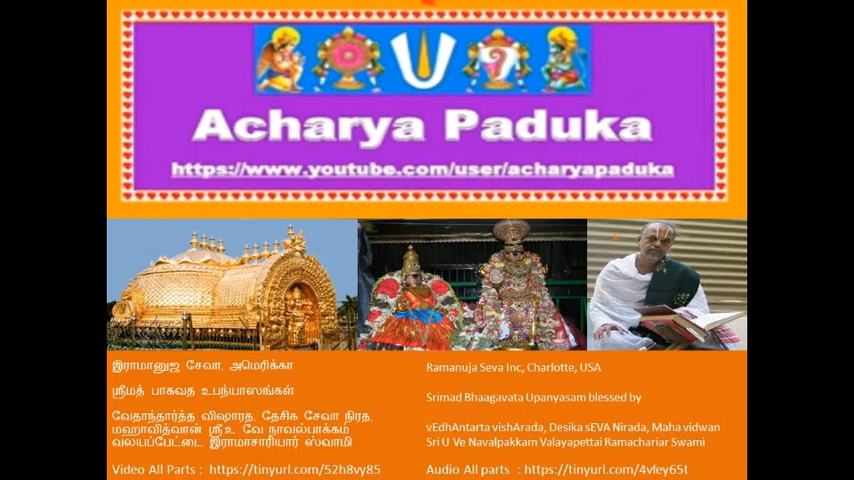 Acharya Paduka
https://www.youtube.com/user/acharyapaduka
இராமானுஜ சேவா, அமெரிக்கா
ஸ்ரீமத் பாகவத உபந்யாஸங்கள்
வேதாந்தார்த்த விஶாரத, தேசிக சேவா நிரத,
மஹாவித்வான் ஸ்ரீ உ வே நாவல்பாக்கம்
வலயப்பேட்டை இராமாசாரியார் ஸ்வாமி
Video All Parts : https://tinyurl.com/52h8vy85
Ramanuja Seva Inc, Charlotte, USA
Srimad Bhaagavata Upanyasam blessed by
vEdhAntarta vishArada, Desika sEVA Nirada, Maha vidwan
Sri U Ve Navalpakkam Valayapettai Ramachariar Swami
Audio All parts : https://tinyurl.com/4vfey65t